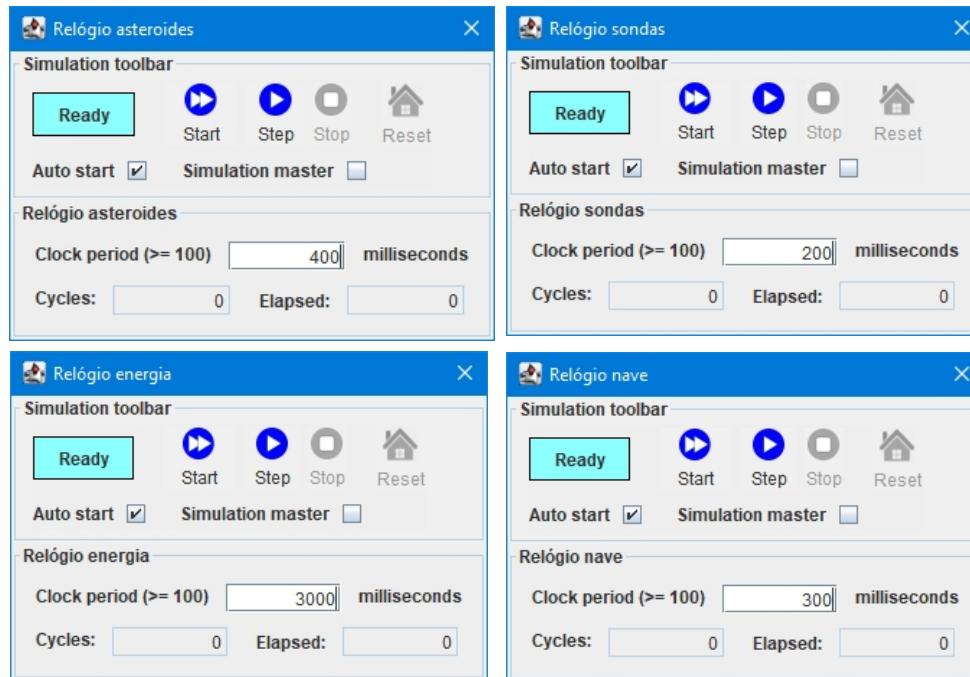 Relógio asteroides
Simulation toolbar
Ready
Start Step Stop Reset
Auto start Simulation master
Relógio asteroides
Clock period (>= 100) 400 milliseconds
Cycles: 0 Elapsed: 0
Relógio sondas
Simulation toolbar
Ready
Start Step Stop Reset
Auto start Simulation master
Relógio sondas
Clock period (>= 100) 200 milliseconds
Cycles: 0 Elapsed: 0
Relógio energia
Simulation toolbar
Ready
Start Step Stop Reset
Auto start Simulation master
Relógio energia
Clock period (>= 100) 3000 milliseconds
Cycles: 0 Elapsed: 0
Relógio nave
Simulation toolbar
Ready
Start Step Stop Reset
Auto start Simulation master
Relógio nave
Clock period (>= 100) 300 milliseconds
Cycles: 0 Elapsed: 0